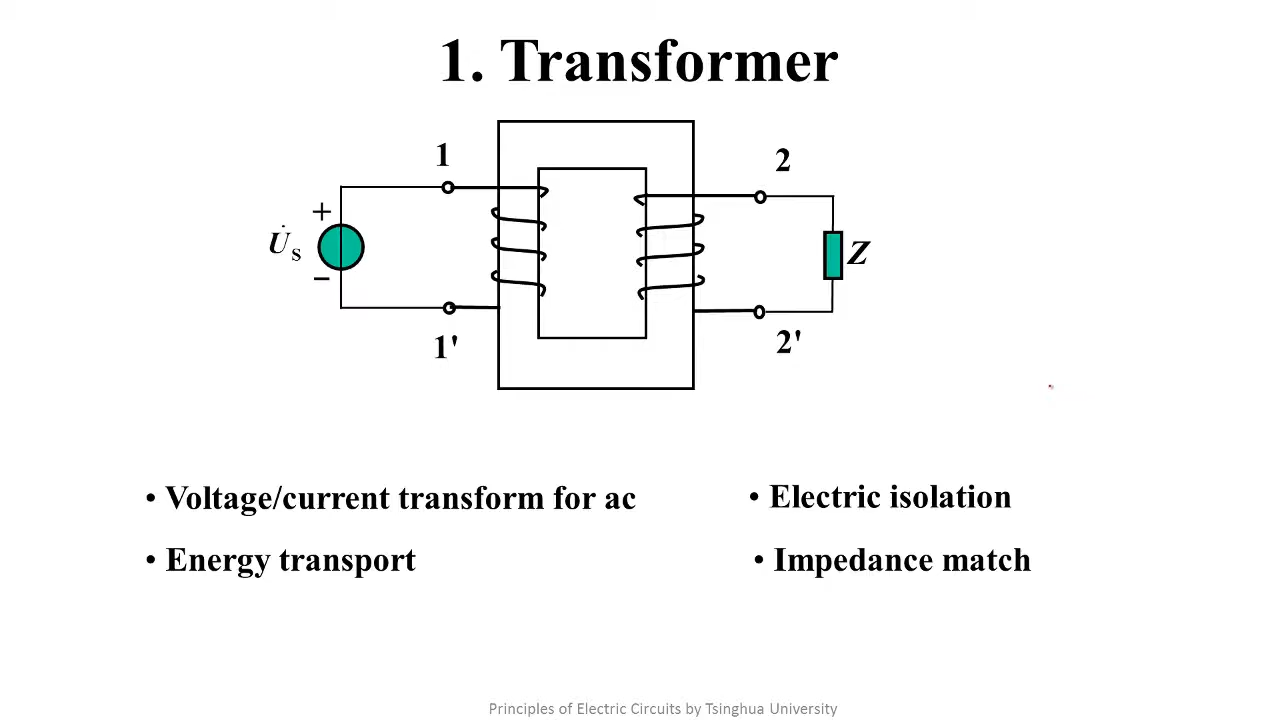 1. Transformer
1
2
+
U̇s
−
Z
1'
2'
• Voltage/current transform for ac
• Electric isolation
• Energy transport
• Impedance match
Principles of Electric Circuits by Tsinghua University